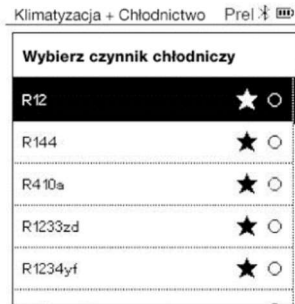 Klimatyzacja + Chłodnictwo Prel
Wybierz czynnik chłodniczy
R12
R144
R410a
R1233zd
R1234yf